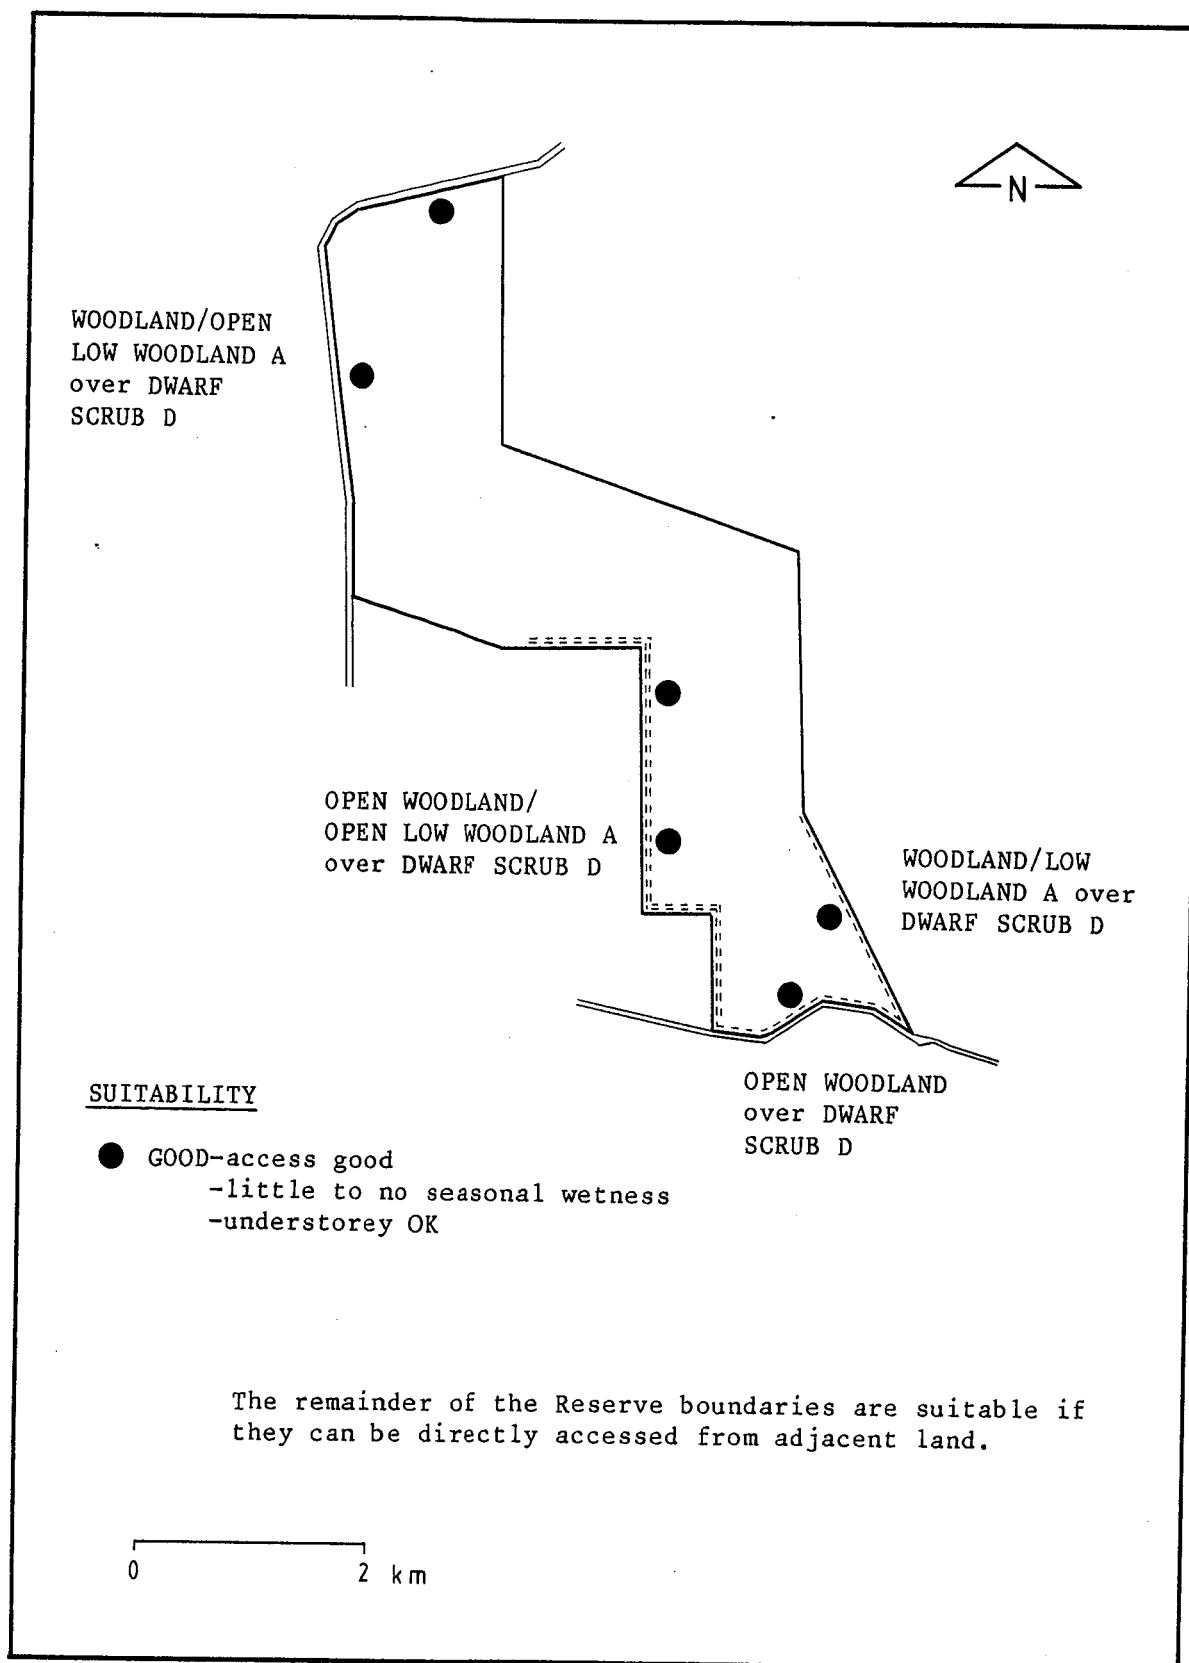 N
WOODLAND/OPEN
LOW WOODLAND A
over DWARF
SCRUB D
OPEN WOODLAND/
OPEN LOW WOODLAND A
over DWARF SCRUB D
WOODLAND/LOW
WOODLAND A over
DWARF SCRUB D
OPEN WOODLAND
over DWARF
SCRUB D
SUITABILITY
GOOD-access good
-little to no seasonal wetness
-understorey OK
The remainder of the Reserve boundaries are suitable if
they can be directly accessed from adjacent land.
0 2 km